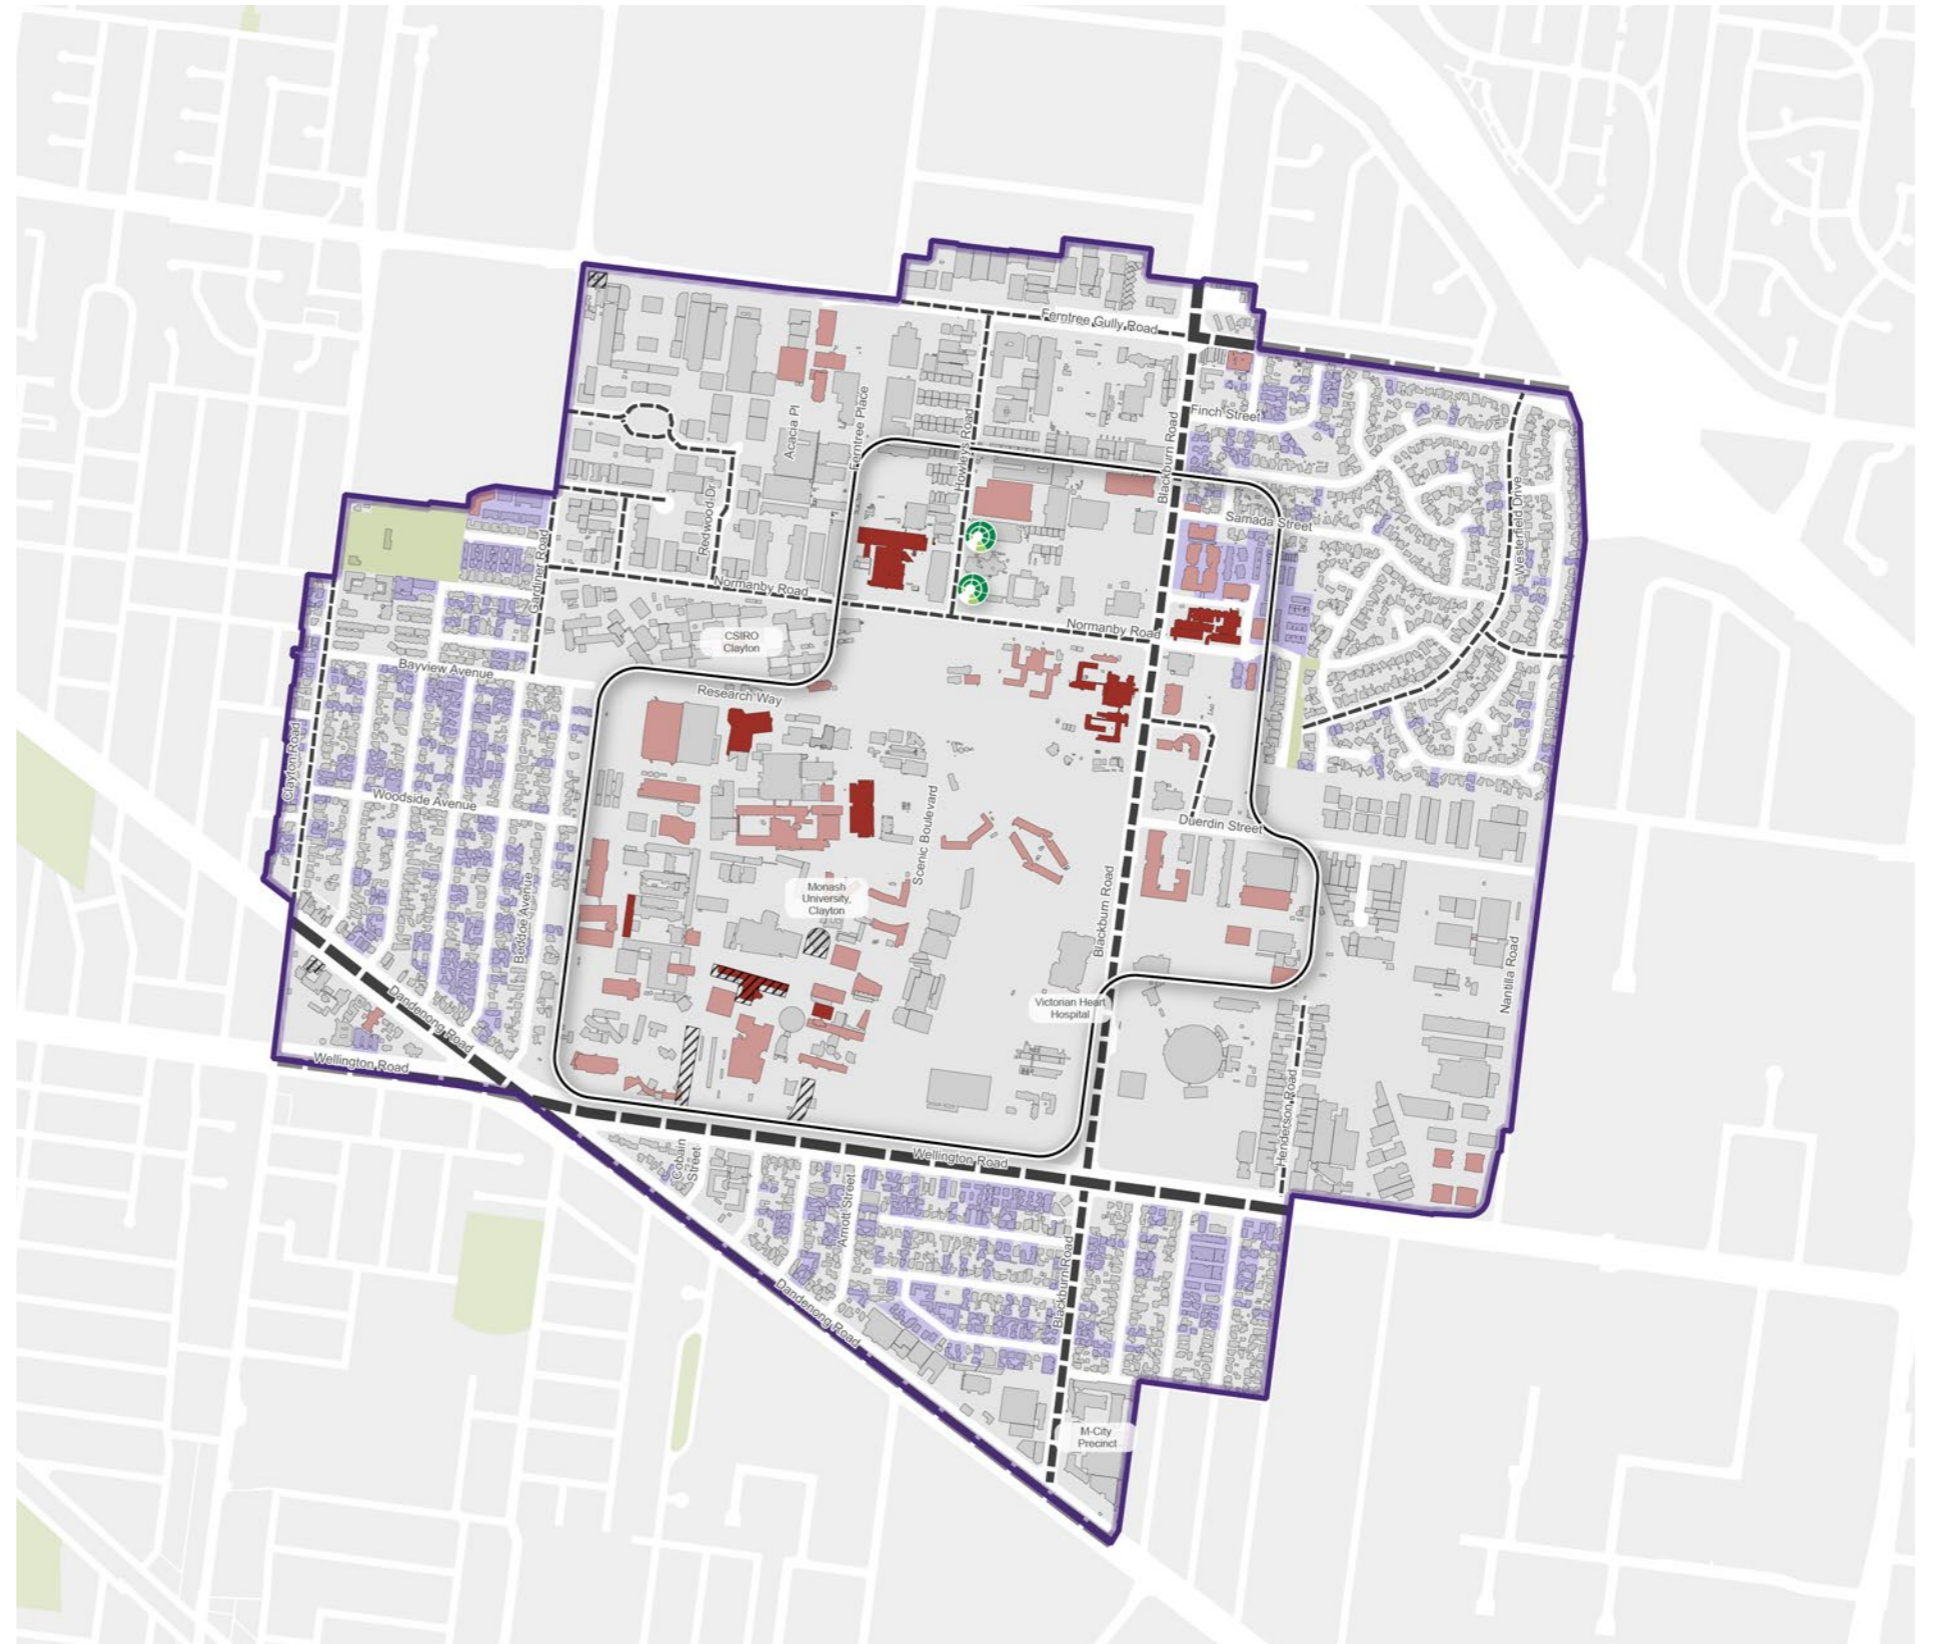 Ferntree Gully Road
Finch Street
Acacia Pl
Ferntree Place
Howleys Road
Blackburn Road
Westerfield Drive
Samada Street
Redwood Dr
Gardiner Road
Normanby Road
Normanby Road
CSIRO
Clayton
Bayview Avenue
Research Way
Clayton Road
Woodside Avenue
Scenic Boulevard
Duerdin Street
Monash
University,
Clayton
Beddoe Avenue
Blackburn Road
Nantilla Road
Victorian Heart
Hospital
Dandenong Road
Wellington Road
Henderson Road
Cobain
Street
Wellington Road
Arnott Street
Blackburn Road
Dandenong Road
M-City
Precinct